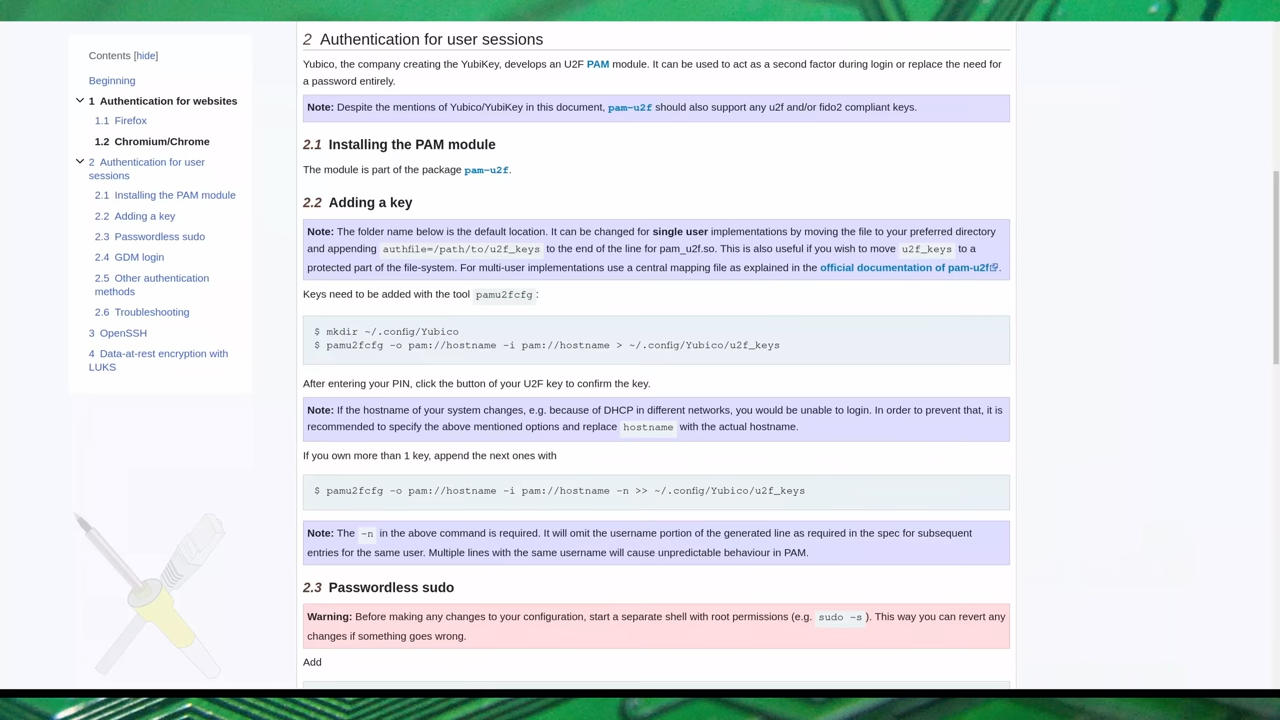 Contents [hide]
Beginning
1 Authentication for websites
1.1 Firefox
1.2 Chromium/Chrome
2 Authentication for user
sessions
2.1 Installing the PAM module
2.2 Adding a key
2.3 Passwordless sudo
2.4 GDM login
2.5 Other authentication
methods
2.6 Troubleshooting
3 OpenSSH
4 Data-at-rest encryption with
LUKS
2 Authentication for user sessions
Yubico, the company creating the YubiKey, develops an U2F PAM module. It can be used to act as a second factor during login or replace the need for
a password entirely.
Note: Despite the mentions of Yubico/YubiKey in this document, pam-u2f should also support any u2f and/or fido2 compliant keys.
2.1 Installing the PAM module
The module is part of the package pam-u2f.
2.2 Adding a key
Note: The folder name below is the default location. It can be changed for single user implementations by moving the file to your preferred directory
and appending authfile=/path/to/u2f_keys to the end of the line for pam_u2f.so. This is also useful if you wish to move u2f_keys to a
protected part of the file-system. For multi-user implementations use a central mapping file as explained in the official documentation of pam-u2f.
Keys need to be added with the tool pamu2fcfg:
$ mkdir ~/.config/Yubico
$ pamu2fcfg -o pam://hostname -i pam://hostname > ~/.config/Yubico/u2f_keys
After entering your PIN, click the button of your U2F key to confirm the key.
Note: If the hostname of your system changes, e.g. because of DHCP in different networks, you would be unable to login. In order to prevent that, it is
recommended to specify the above mentioned options and replace hostname with the actual hostname.
If you own more than 1 key, append the next ones with
$ pamu2fcfg -o pam://hostname -i pam://hostname -n >> ~/.config/Yubico/u2f_keys
Note: The -n in the above command is required. It will omit the username portion of the generated line as required in the spec for subsequent
entries for the same user. Multiple lines with the same username will cause unpredictable behaviour in PAM.
2.3 Passwordless sudo
Warning: Before making any changes to your configuration, start a separate shell with root permissions (e.g. sudo -s ). This way you can revert any
changes if something goes wrong.
Add